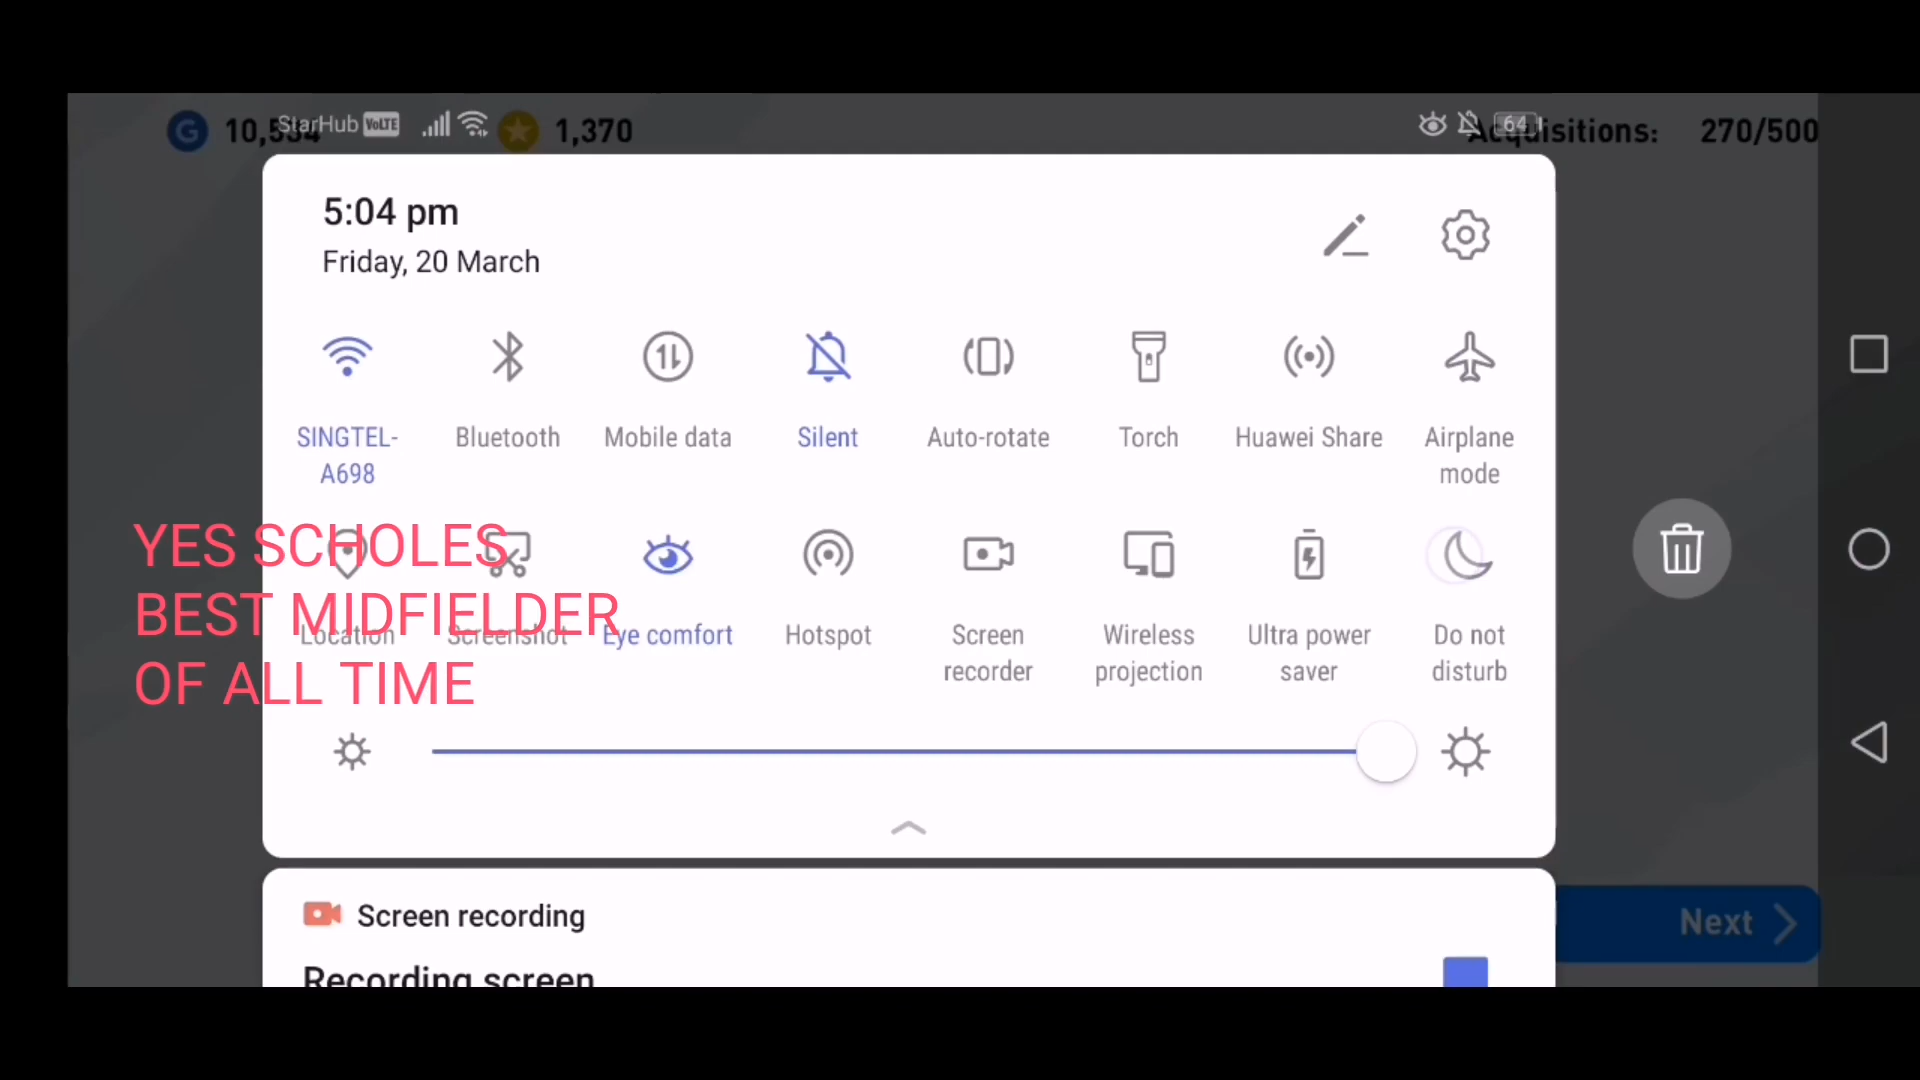 StarHub VoLTE
1,370
64
Acquisitions: 270/500
5:04 pm
Friday, 20 March
SINGTEL-
A698
Bluetooth
Mobile data
Silent
Auto-rotate
Torch
Huawei Share
Airplane
mode
YES SCHOLES
BEST MIDFIELDER
OF ALL TIME
Location
Screenshot
Eye comfort
Hotspot
Screen
recorder
Wireless
projection
Ultra power
saver
Do not
disturb
Screen recording
Recording screen
Next